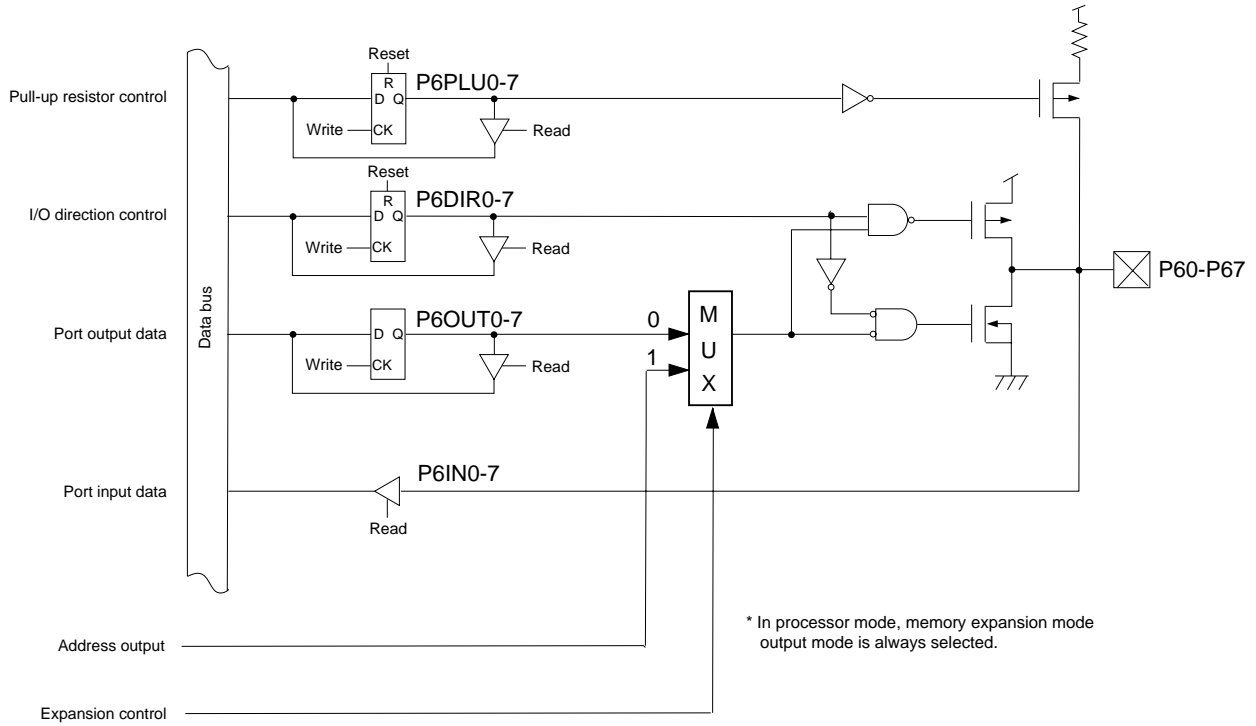 Reset
Pull-up resistor control
R
P6PLU0-7
D Q
Write
CK
Read
Reset
I/O direction control
R
P6DIR0-7
D Q
Write
CK
Read
P60-P67
Data bus
Port output data
D Q
P6OUT0-7
Write
CK
Read
0
1
M
U
X
Port input data
P6IN0-7
Read
* In processor mode, memory expansion mode
output mode is always selected.
Address output
Expansion control